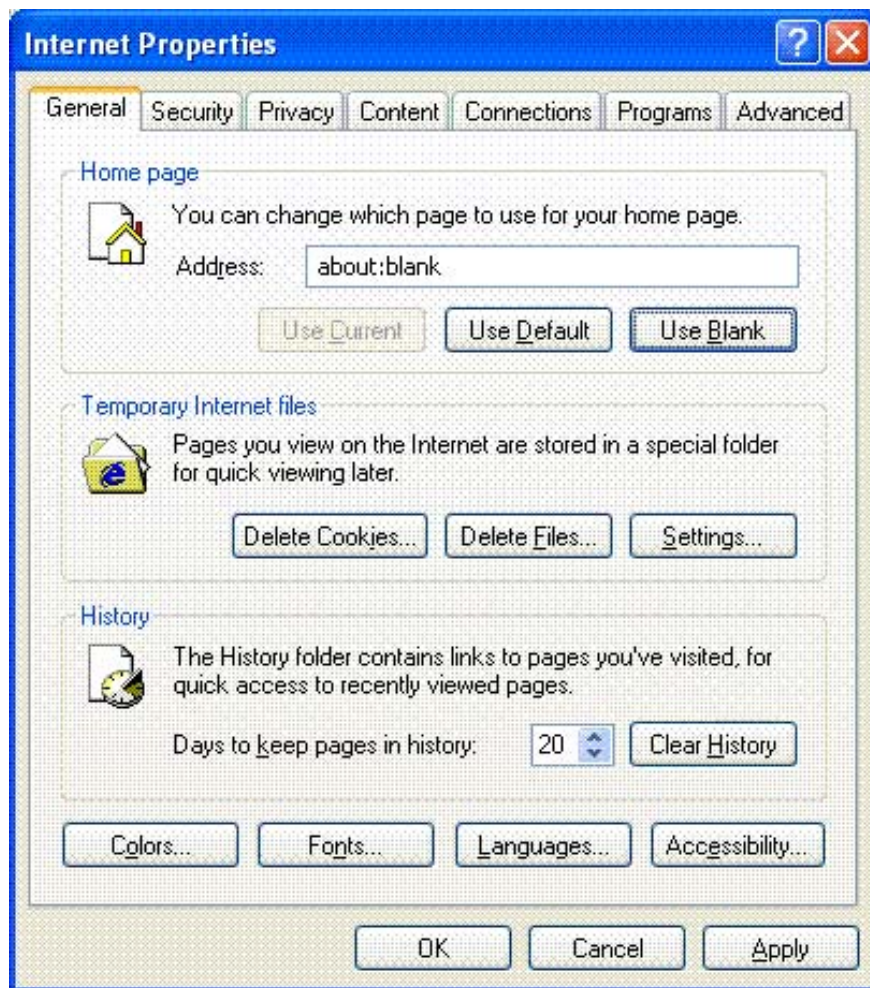 Internet Properties
General Security Privacy Content Connections Programs Advanced
Home page
You can change which page to use for your home page.
Address: about:blank
Use Current Use Default Use Blank
Temporary Internet files
Pages you view on the Internet are stored in a special folder
for quick viewing later.
Delete Cookies... Delete Files... Settings...
History
The History folder contains links to pages you've visited, for
quick access to recently viewed pages.
Days to keep pages in history: 20 Clear History
Colors... Fonts... Languages... Accessibility...
OK Cancel Apply